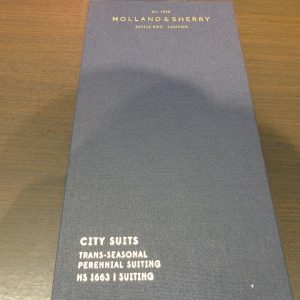 HOLLAND & SHERRY
SAVILE ROW · LONDON
CITY SUITS
TRANS-SEASONAL
PERENNIAL SUITING
HS 1663 | SUITING